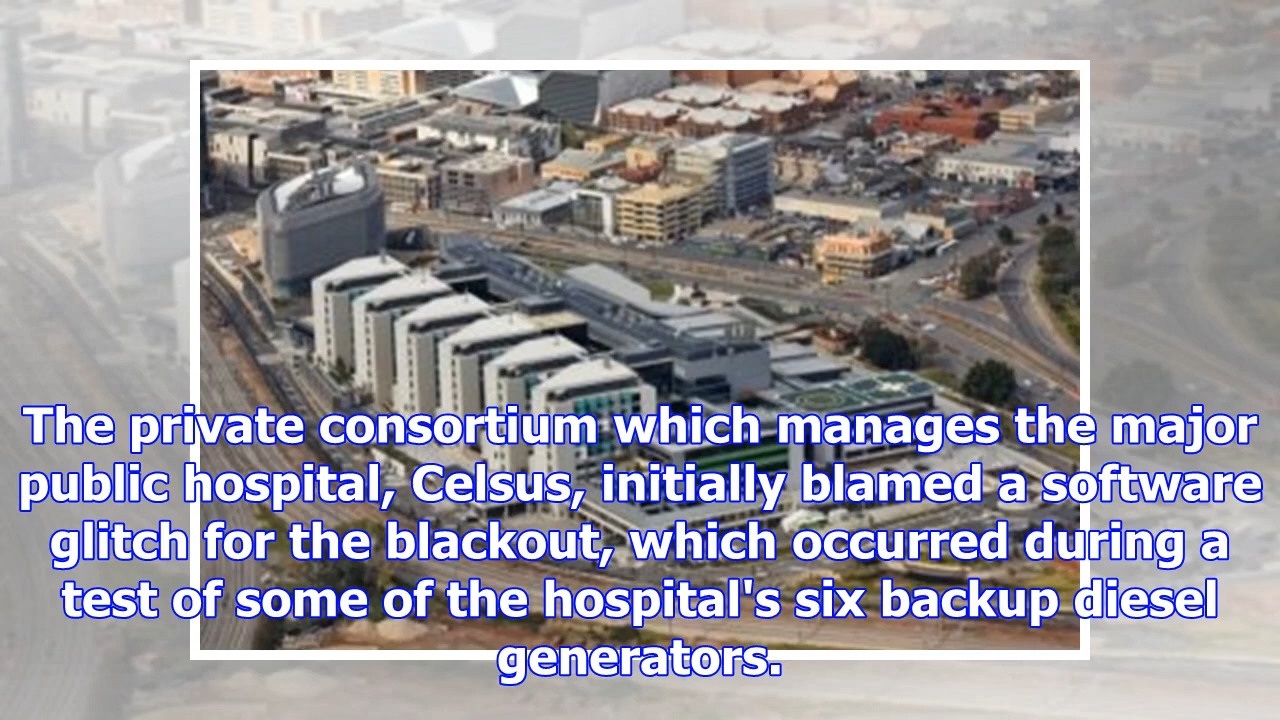 The private consortium which manages the major
public hospital, Celsus, initially blamed a software
glitch for the blackout, which occurred during a
test of some of the hospital's six backup diesel
generators.